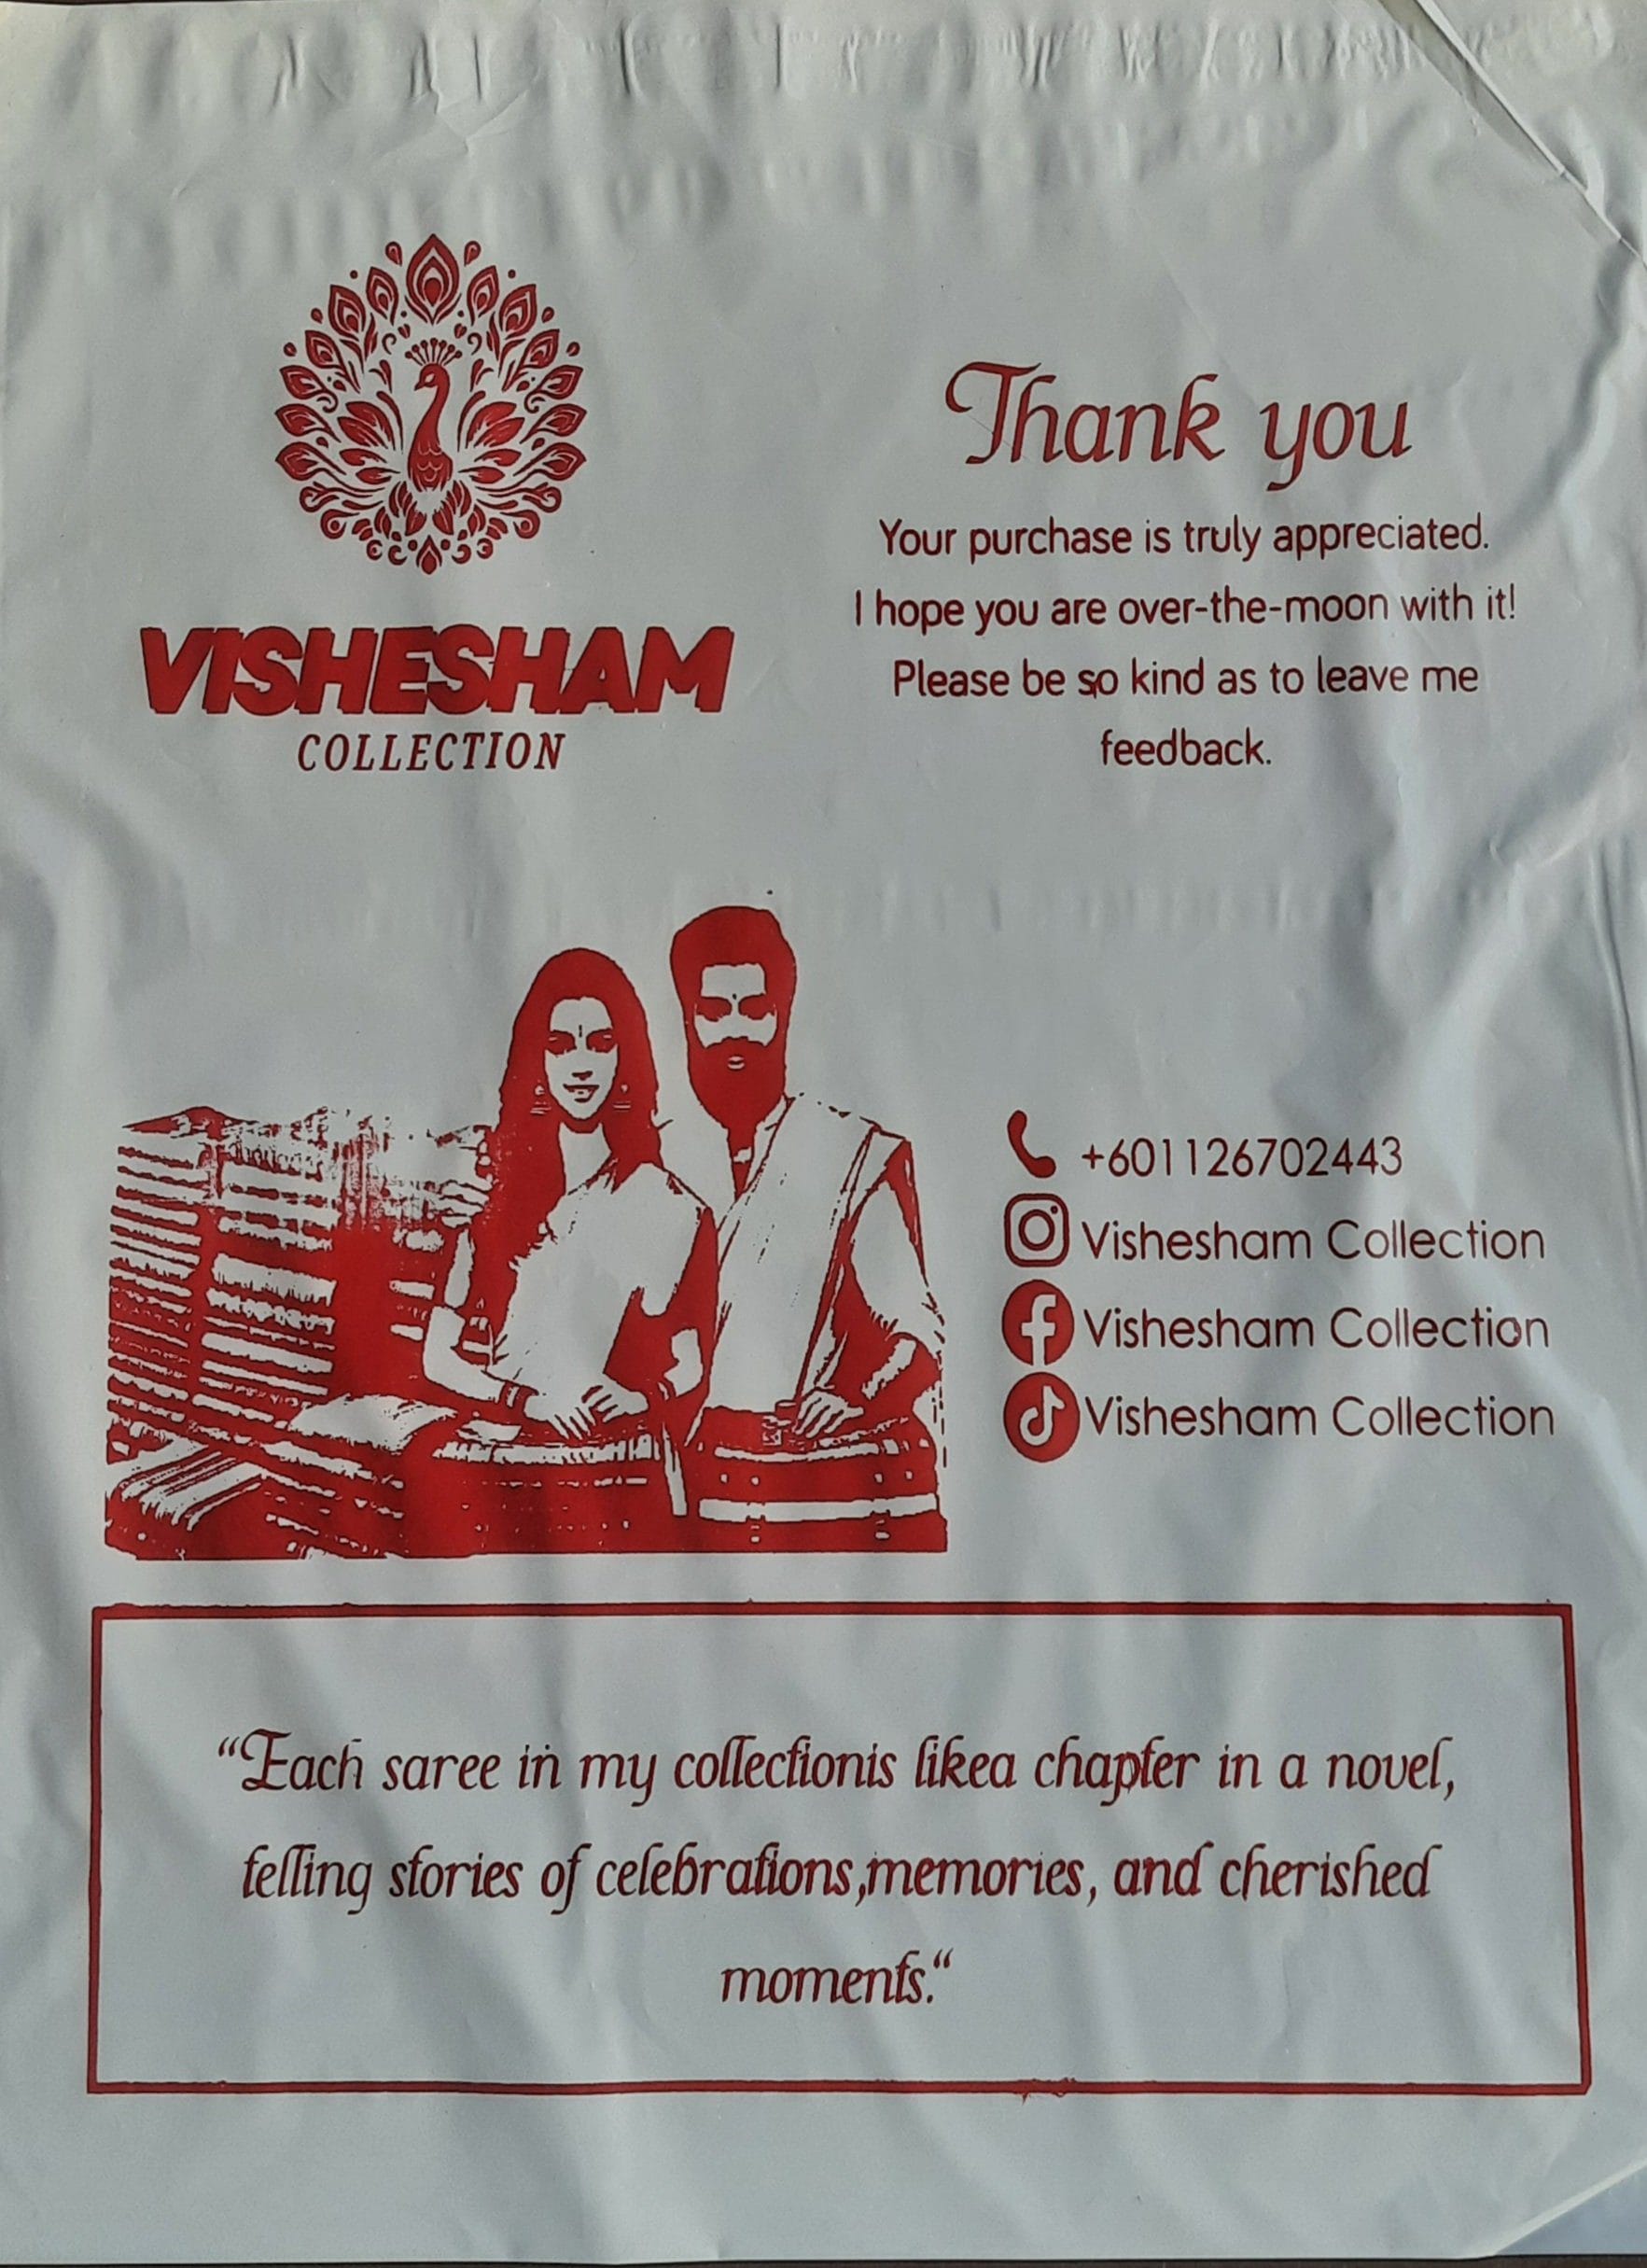 VISHESHAM
COLLECTION
Thank you
Your purchase is truly appreciated.
I hope you are over-the-moon with it!
Please be so kind as to leave me
feedback.
+601126702443
Vishesham Collection
Vishesham Collection
Vishesham Collection
“Each saree in my collectionis likea chapter in a novel,
telling stories of celebrations,memories, and cherished
moments.“